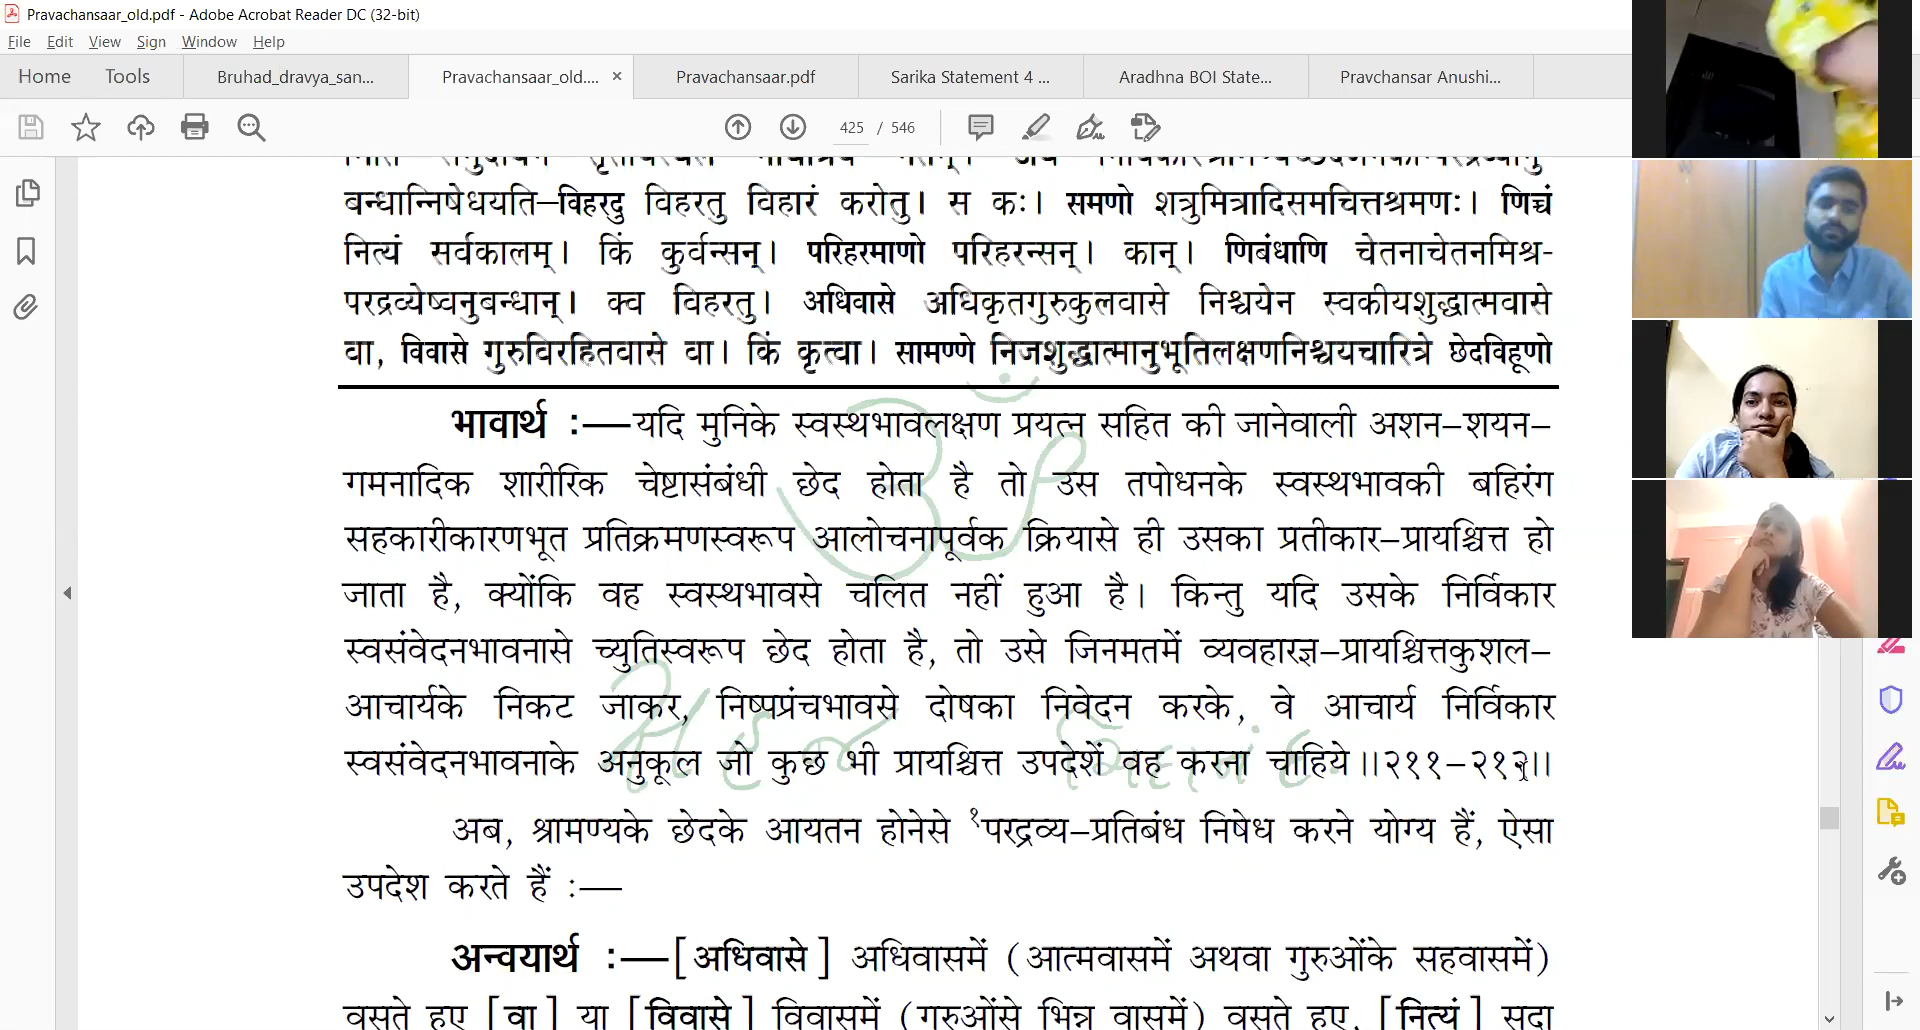 Pravachansaar_old.pdf - Adobe Acrobat Reader DC (32-bit)
File Edit View Sign Window Help
Home Tools Bruhad_dravya_san... Pravachansaar_old.... × Pravachansaar.pdf Sarika Statement 4 ... Aradhna BOI State... Pravchansar Anushi...
425 / 546
बन्धान्निषेधयति—विहरदु विहरतु विहारं करोतु। स कः। समणो शत्रुमित्रादिसमचित्तश्रमणः। णिच्चं
नित्यं सर्वकालम्। किं कुर्वन्सन्। परिहरमाणो परिहरन्सन्। कान्। णिबंधाणि चेतनाचेतनमिश्र-
परद्रव्येष्वनुबन्धान्। क्व विहरतु। अधिवासे अधिकृतगुरुकुलवासे निश्चयेन स्वकीयशुद्धात्मवासे
वा, विवासे गुरुविरहितवासे वा। किं कृत्वा। सामण्णे निजशुद्धात्मानुभूतिलक्षणनिश्चयचारित्रे छेदविहूणो
भावार्थ :—यदि मुनिके स्वस्थभावलक्षण प्रयत्न सहित की जानेवाली अशन–शयन–
गमनादिक शारीरिक चेष्टासंबंधी छेद होता है तो उस तपोधनके स्वस्थभावकी बहिरंग
सहकारीकारणभूत प्रतिक्रमणस्वरूप आलोचनापूर्वक क्रियासे ही उसका प्रतीकार–प्रायश्चित्त हो
जाता है, क्योंकि वह स्वस्थभावसे चलित नहीं हुआ है। किन्तु यदि उसके निर्विकार
स्वसंवेदनभावनासे च्युतिस्वरूप छेद होता है, तो उसे जिनमतमें व्यवहारज्ञ–प्रायश्चित्तकुशल–
आचार्यके निकट जाकर, निष्पप्रंचभावसे दोषका निवेदन करके, वे आचार्य निर्विकार
स्वसंवेदनभावनाके अनुकूल जो कुछ भी प्रायश्चित्त उपदेशें वह करना चाहिये॥२११–२१२॥
अब, श्रामण्यके छेदके आयतन होनेसे १परद्रव्य–प्रतिबंध निषेध करने योग्य हैं, ऐसा
उपदेश करते हैं :—
अन्वयार्थ :—[अधिवासे] अधिवासमें (आत्मवासमें अथवा गुरुओंके सहवासमें)
वसते हुए [वा] या [विवासे] विवासमें (गुरुओंसे भिन्न वासमें) वसते हुए, [नित्यं] सदा